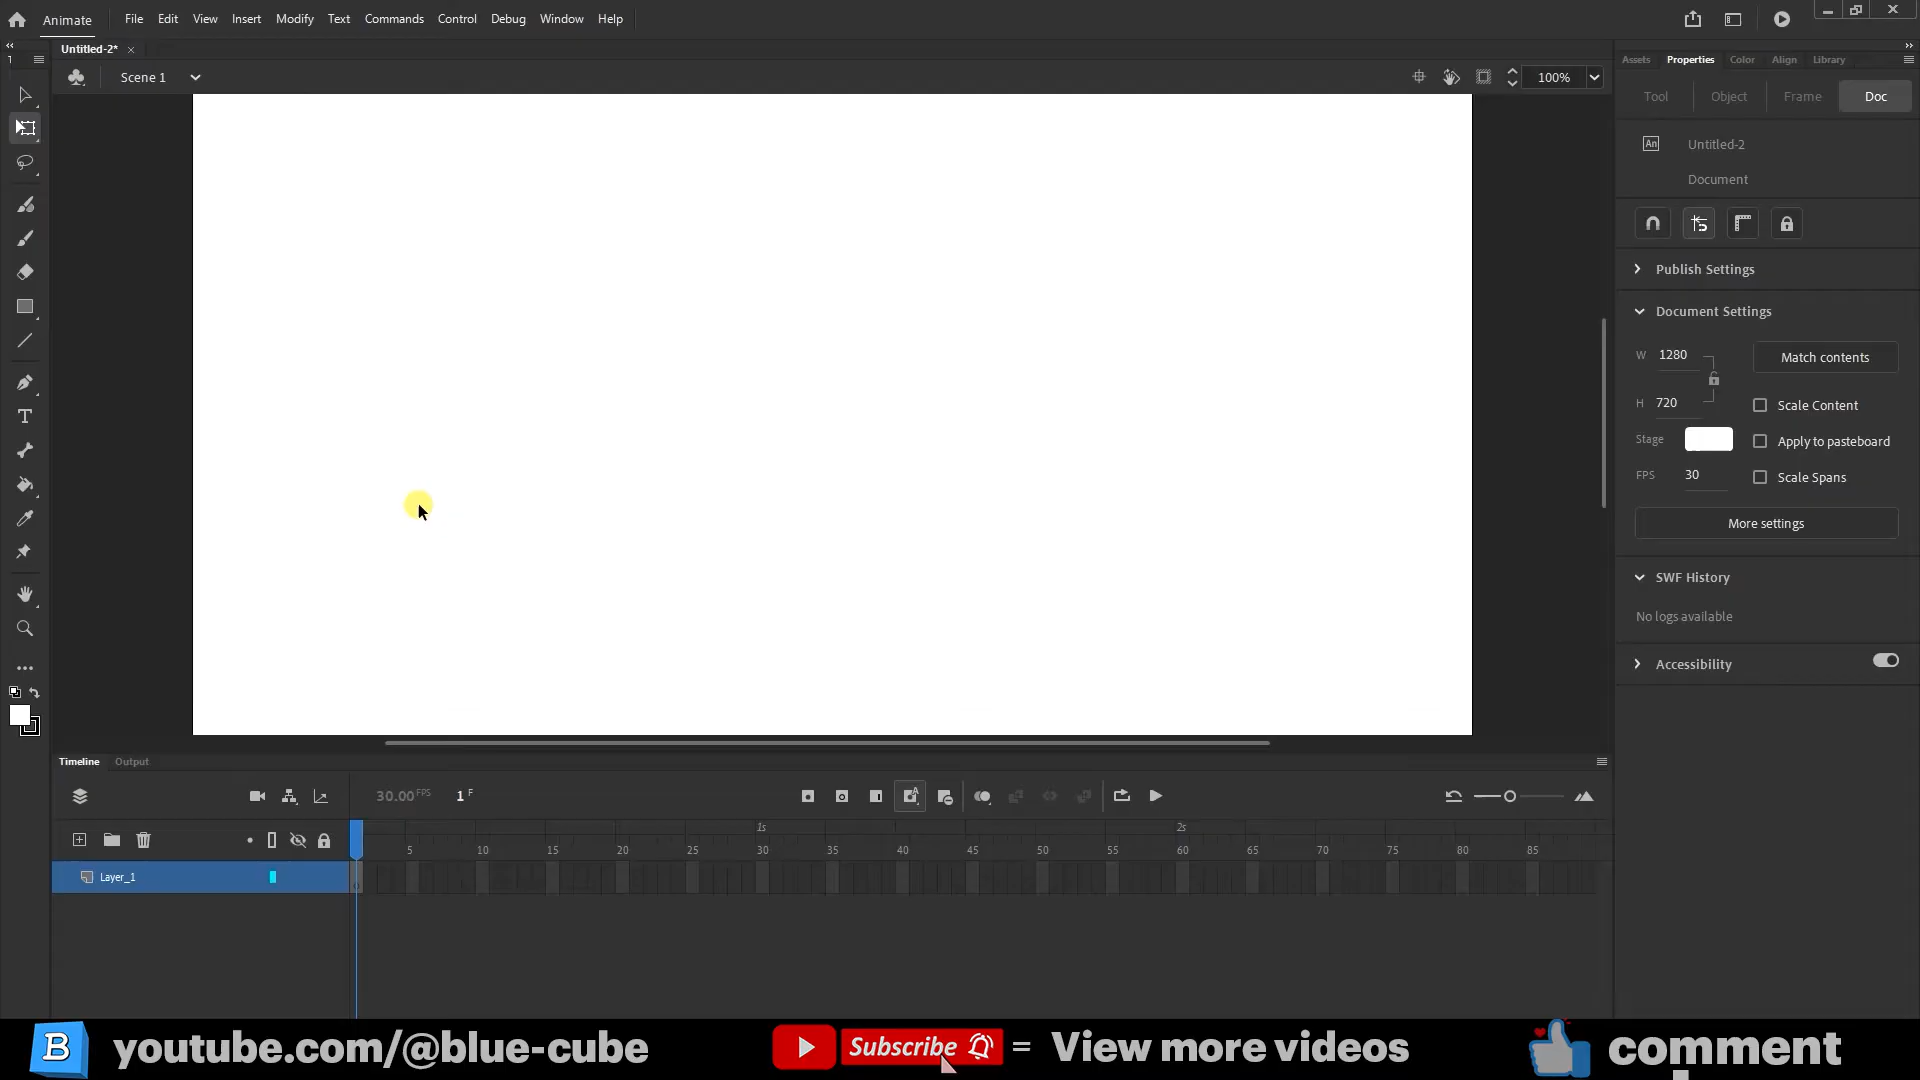 Animate File Edit View Insert Modify Text Commands Control Debug Window Help
Untitled-2*
Scene 1 100%
Assets Properties Color Align Library
Tool Object Frame Doc
An Untitled-2
Document
Publish Settings
Document Settings
W 1280 Match contents
H 720 Scale Content
Stage Apply to pasteboard
FPS 30 Scale Spans
More settings
SWF History
No logs available
Accessibility
Timeline Output
30.00 FPS 1 F
1s 2s
5 10 15 20 25 30 35 40 45 50 55 60 65 70 75 80 85
Layer_1
B youtube.com/@blue-cube Subscribe = View more videos comment